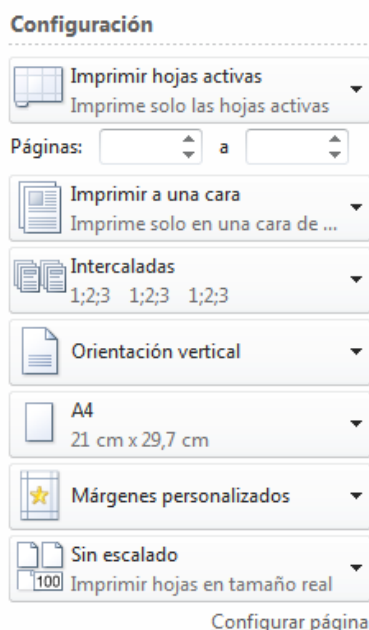 Configuración
Imprimir hojas activas
Imprime solo las hojas activas
Páginas: a
Imprimir a una cara
Imprime solo en una cara de ...
Intercaladas
1;2;3 1;2;3 1;2;3
Orientación vertical
A4
21 cm x 29,7 cm
Márgenes personalizados
Sin escalado
100 Imprimir hojas en tamaño real
Configurar página